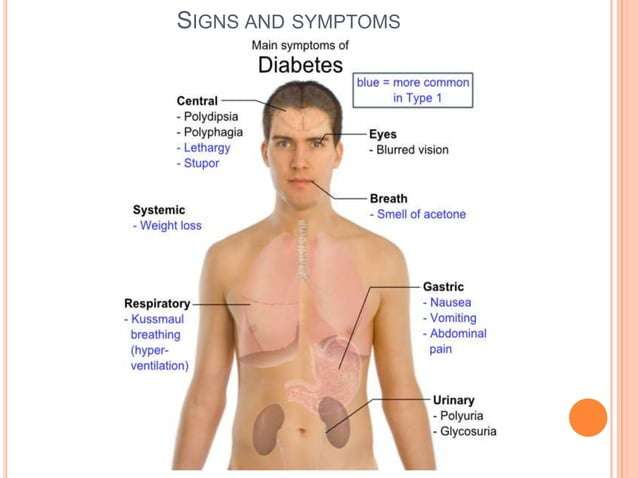 SIGNS AND SYMPTOMS
Main symptoms of
Diabetes
blue = more common
in Type 1
Central
- Polydipsia
- Polyphagia
- Lethargy
- Stupor
Eyes
- Blurred vision
Breath
- Smell of acetone
Systemic
- Weight loss
Respiratory
- Kussmaul
breathing
(hyper-
ventilation)
Gastric
- Nausea
- Vomiting
- Abdominal
pain
Urinary
- Polyuria
- Glycosuria